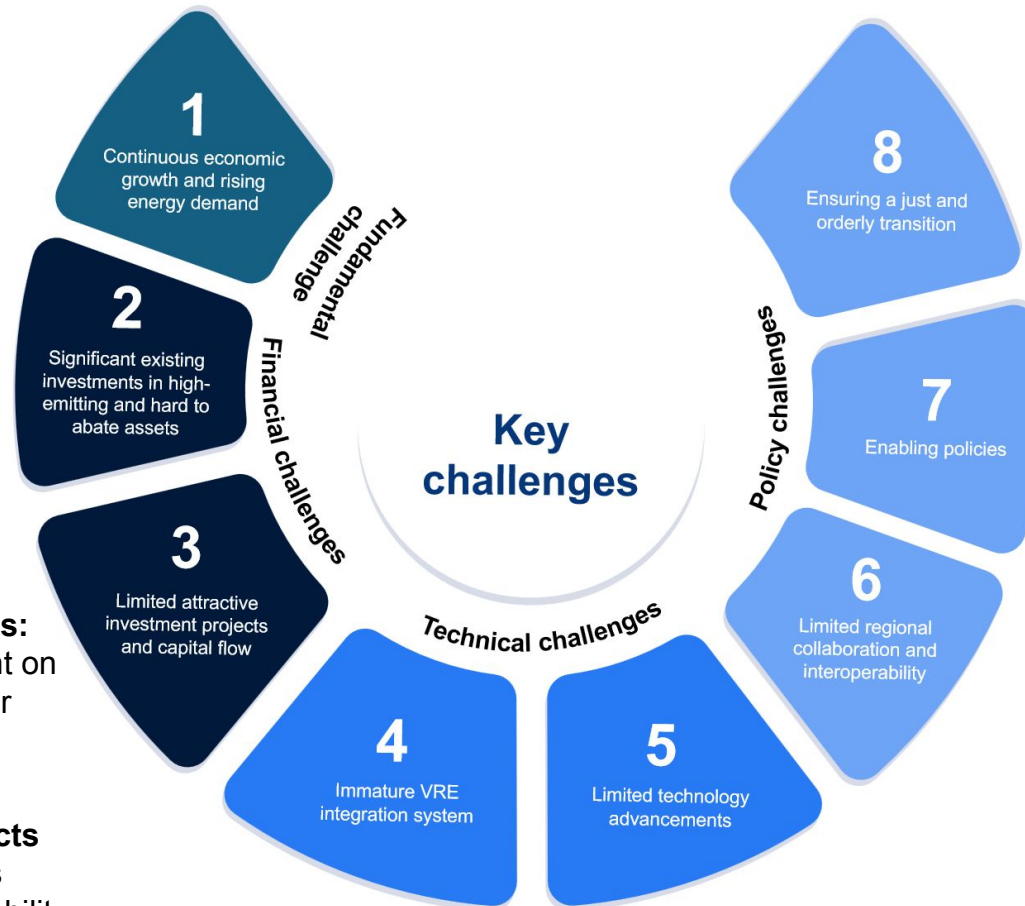 Key
challenges
Fundamental
challenge
1
Continuous economic
growth and rising
energy demand
Financial challenges
2
Significant existing
investments in high-
emitting and hard to
abate assets
3
Limited attractive
investment projects
and capital flow
Technical challenges
4
Immature VRE
integration system
5
Limited technology
advancements
Policy challenges
6
Limited regional
collaboration and
interoperability
7
Enabling policies
8
Ensuring a just and
orderly transition